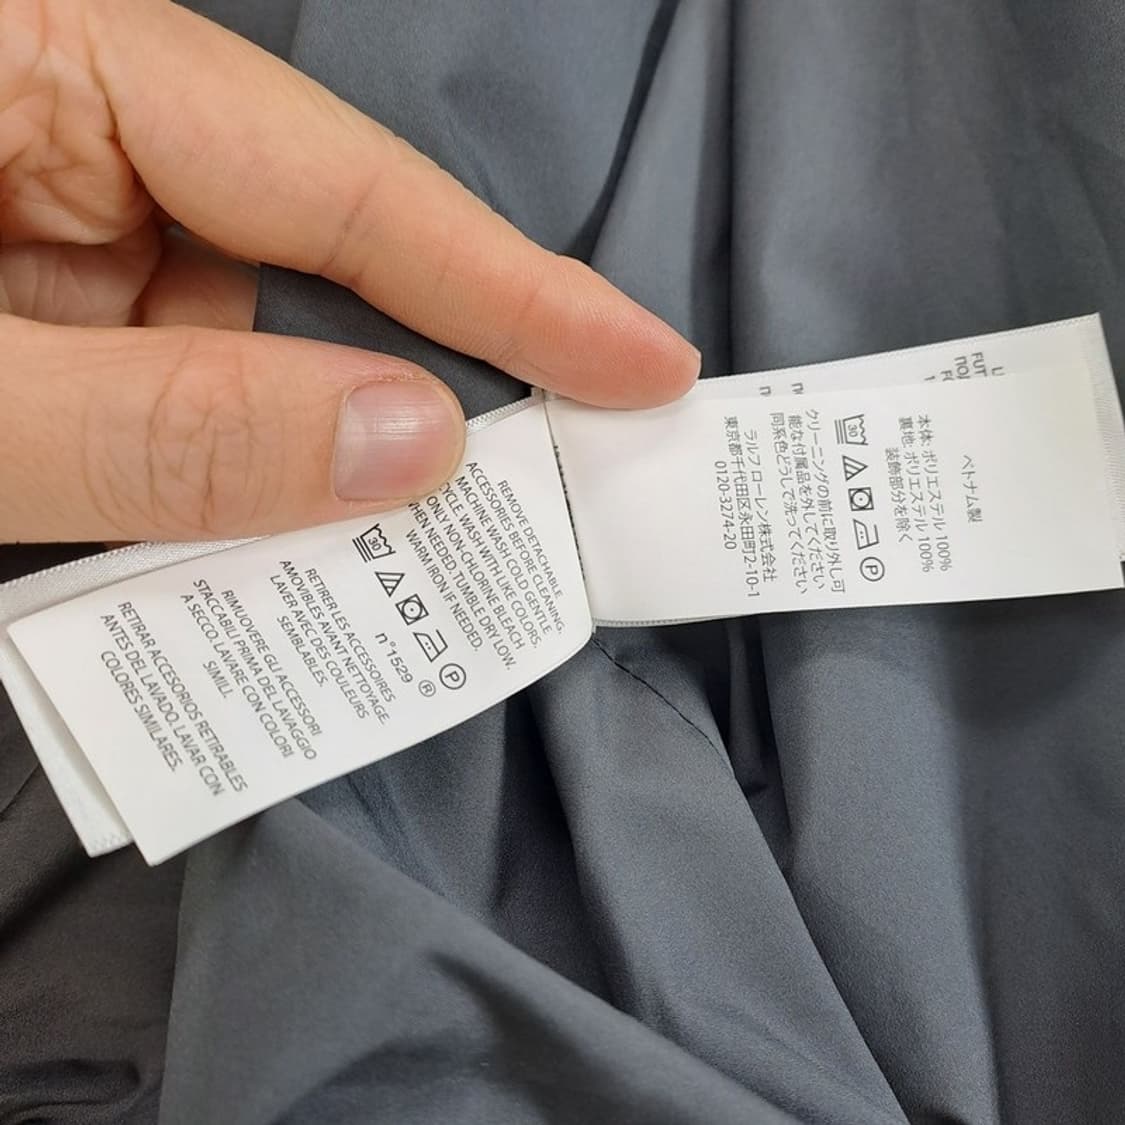 REMOVE DETACHABLE
ACCESSORIES BEFORE CLEANING.
MACHINE WASH COLD GENTLE
CYCLE. WASH WITH LIKE COLORS.
ONLY NON-CHLORINE BLEACH
WHEN NEEDED. TUMBLE DRY LOW.
WARM IRON IF NEEDED.
30
P
n°1529 ®
RETIRER LES ACCESSOIRES
AMOVIBLES AVANT NETTOYAGE.
LAVER AVEC DES COULEURS
SEMBLABLES.
RIMUOVERE GLI ACCESSORI
STACCABILI PRIMA DEL LAVAGGIO
A SECCO. LAVARE CON COLORI
SIMILI.
RETIRAR ACCESORIOS RETIRABLES
ANTES DEL LAVADO. LAVAR CON
COLORES SIMILARES.
ベトナム製
本体: ポリエステル 100%
裏地: ポリエステル 100%
装飾部分を除く
30
P
クリーニングの前に取り外し可
能な付属品を外してください
同系色どうしで洗ってください
ラルフ ローレン株式会社
東京都千代田区永田町2-10-1
0120-3274-20
FUT